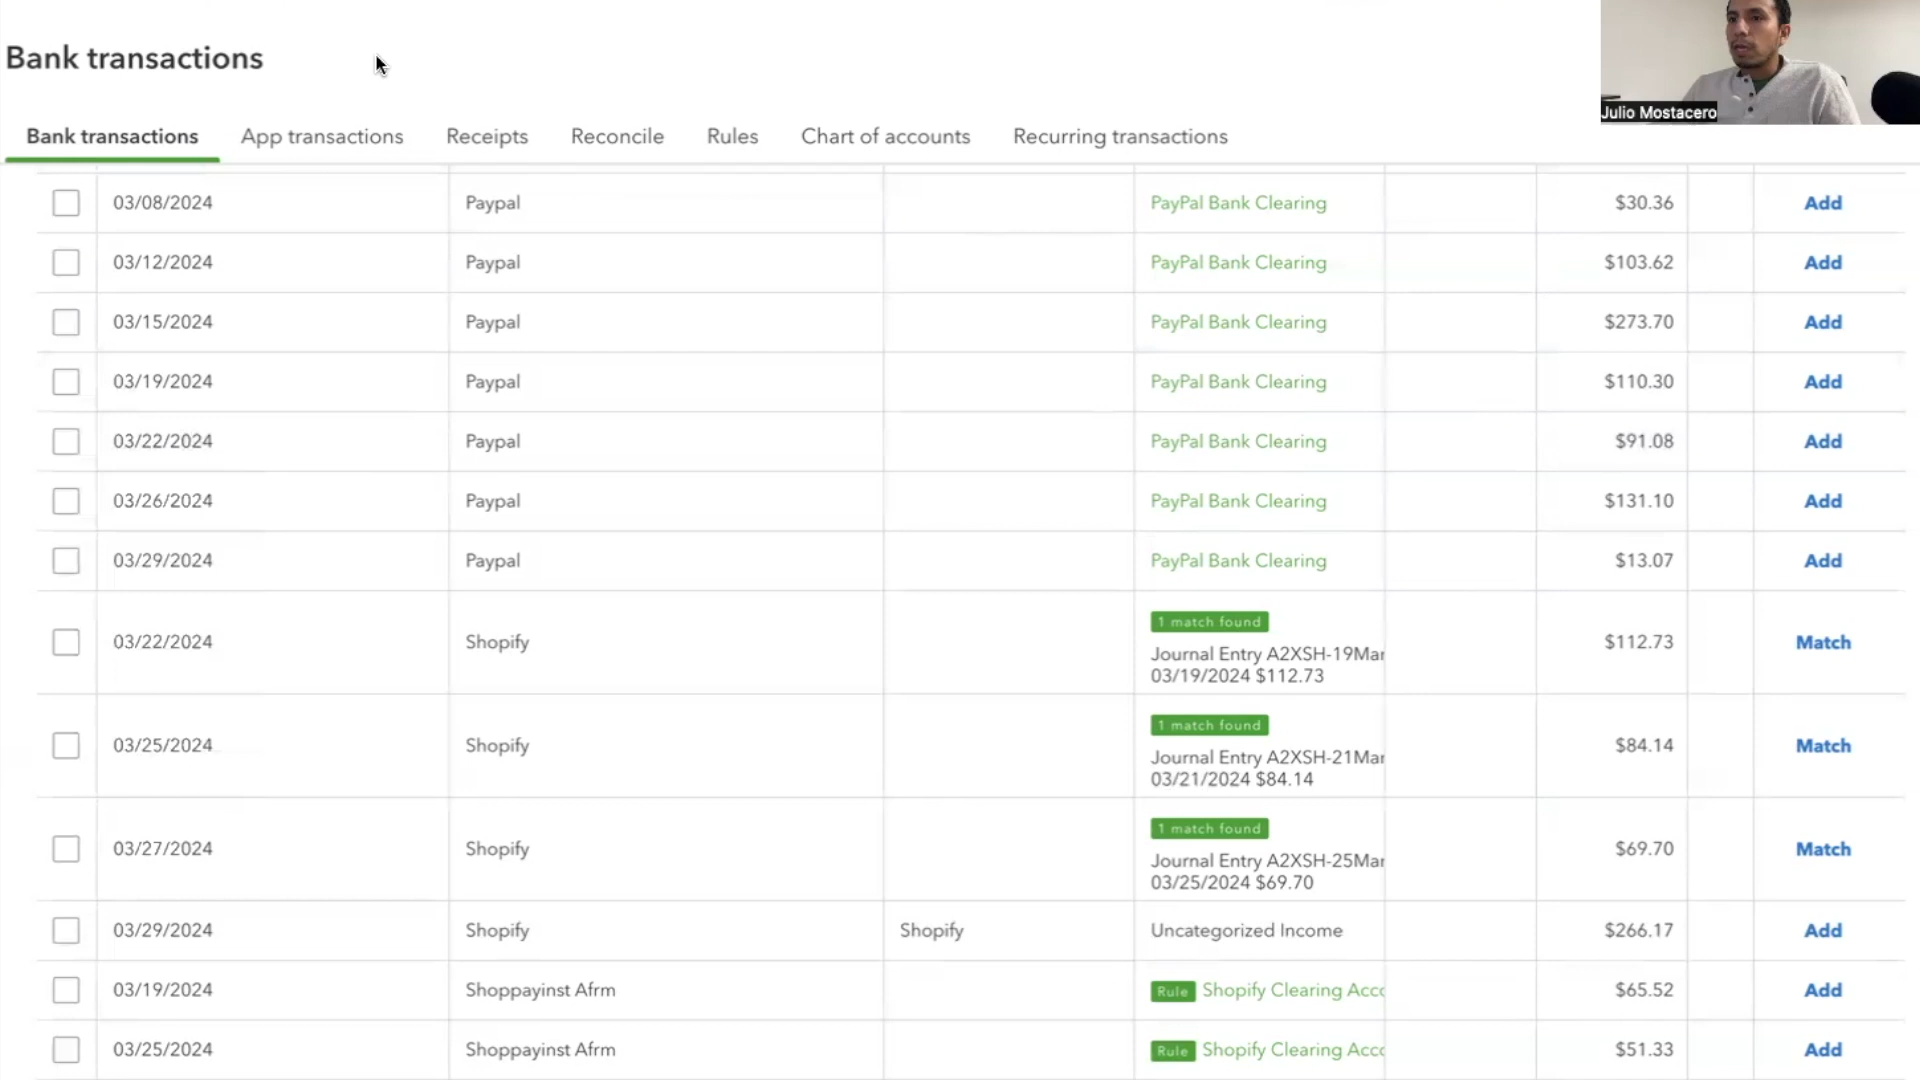 Bank transactions
Julio Mostacero
Bank transactions App transactions Receipts Reconcile Rules Chart of accounts Recurring transactions
03/08/2024 Paypal PayPal Bank Clearing $30.36 Add
03/12/2024 Paypal PayPal Bank Clearing $103.62 Add
03/15/2024 Paypal PayPal Bank Clearing $273.70 Add
03/19/2024 Paypal PayPal Bank Clearing $110.30 Add
03/22/2024 Paypal PayPal Bank Clearing $91.08 Add
03/26/2024 Paypal PayPal Bank Clearing $131.10 Add
03/29/2024 Paypal PayPal Bank Clearing $13.07 Add
1 match found
03/22/2024 Shopify $112.73 Match
Journal Entry A2XSH-19Mar
03/19/2024 $112.73
1 match found
03/25/2024 Shopify $84.14 Match
Journal Entry A2XSH-21Mar
03/21/2024 $84.14
1 match found
03/27/2024 Shopify $69.70 Match
Journal Entry A2XSH-25Mar
03/25/2024 $69.70
03/29/2024 Shopify Shopify Uncategorized Income $266.17 Add
03/19/2024 Shoppayinst Afrm Rule Shopify Clearing Acco $65.52 Add
03/25/2024 Shoppayinst Afrm Rule Shopify Clearing Acco $51.33 Add